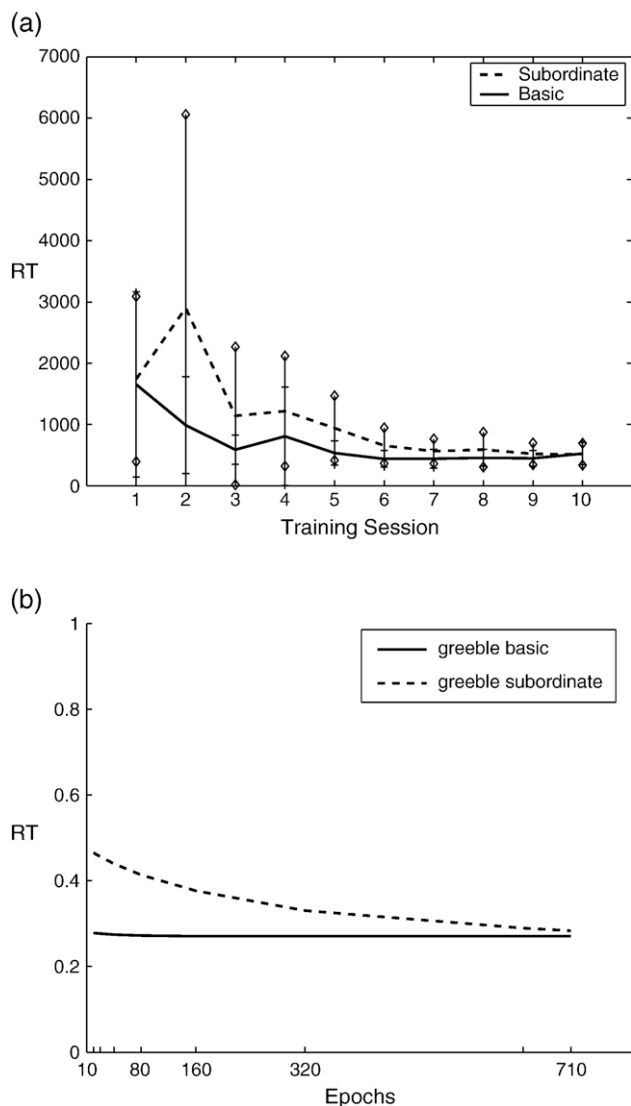 (a)
7000
6000
5000
4000
3000
2000
1000
0
RT
Subordinate
Basic
1 2 3 4 5 6 7 8 9 10
Training Session
(b)
1
0.8
0.6
0.4
0.2
0
RT
greeble basic
greeble subordinate
10 80 160 320 710
Epochs